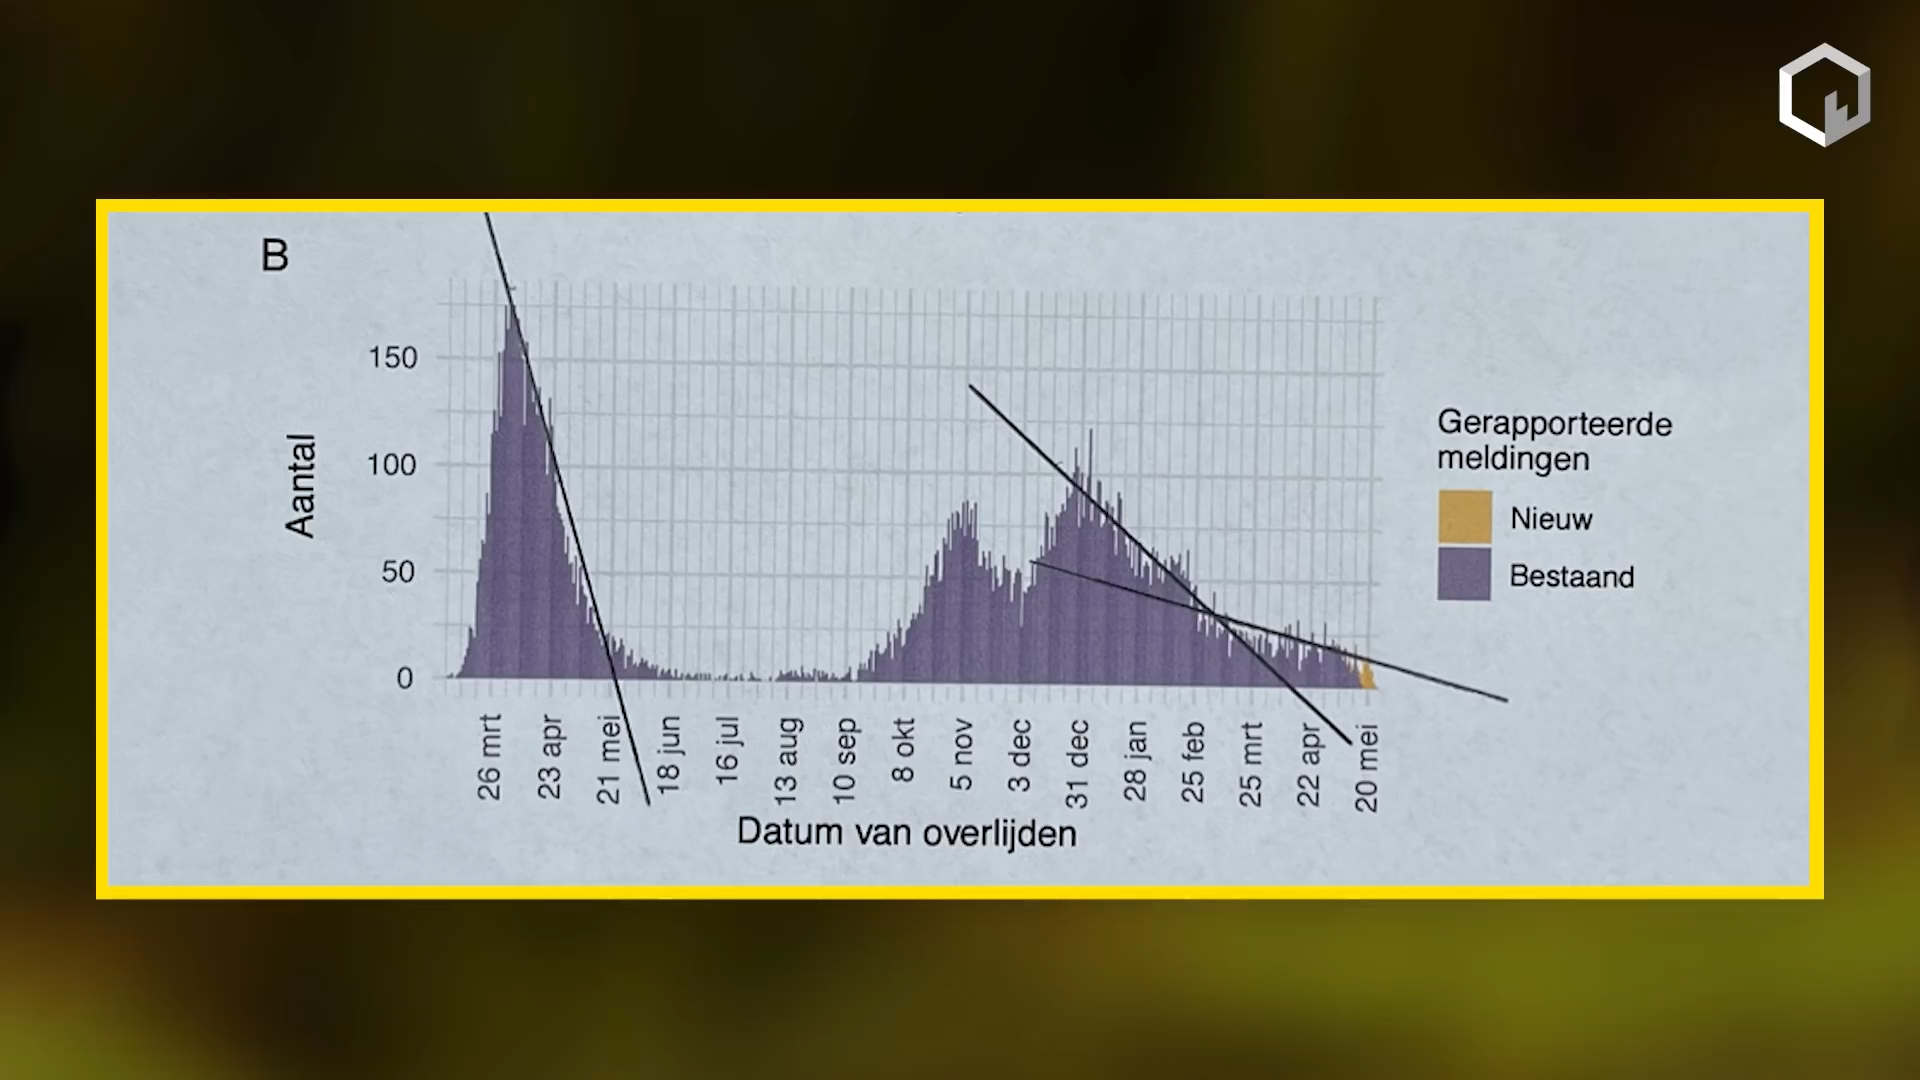 B
150
100
50
0
Aantal
26 mrt
23 apr
21 mei
18 jun
16 jul
13 aug
10 sep
8 okt
5 nov
3 dec
31 dec
28 jan
25 feb
25 mrt
22 apr
20 mei
Datum van overlijden
Gerapporteerde
meldingen
Nieuw
Bestaand